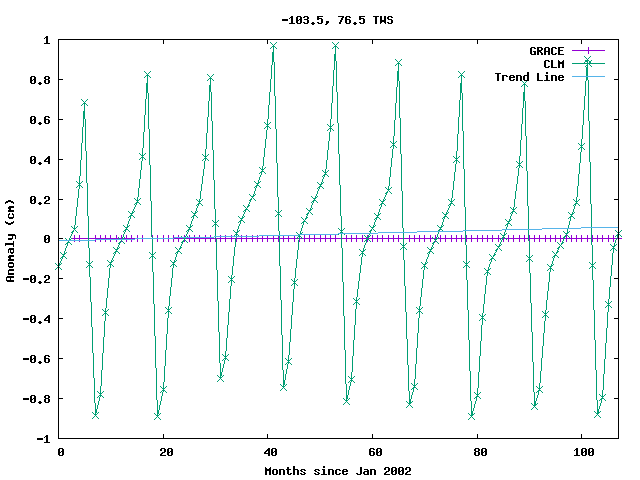 -103.5, 76.5 TWS
GRACE
CLM
Trend Line
1
0.8
0.6
0.4
0.2
0
-0.2
-0.4
-0.6
-0.8
-1
Anomaly (cm)
0 20 40 60 80 100
Months since Jan 2002